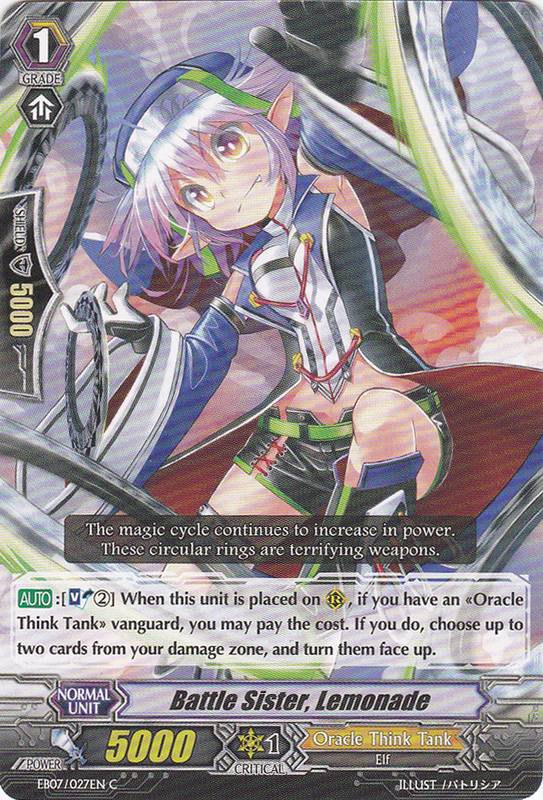 1
GRADE
SHIELD
5000
The magic cycle continues to increase in power.
These circular rings are terrifying weapons.
AUTO :[V ②] When this unit is placed on R, if you have an «Oracle
Think Tank» vanguard, you may pay the cost. If you do, choose up to
two cards from your damage zone, and turn them face up.
NORMAL
UNIT
Battle Sister, Lemonade
POWER
5000
1
CRITICAL
Oracle Think Tank
Elf
EB07/027EN C
ILLUST /パトリシア